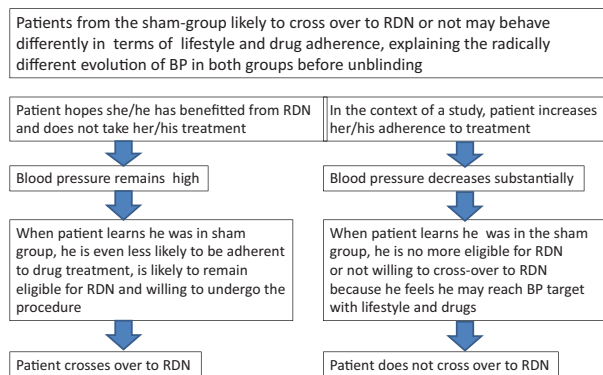 Patients from the sham-group likely to cross over to RDN or not may behave
differently in terms of lifestyle and drug adherence, explaining the radically
different evolution of BP in both groups before unblinding
Patient hopes she/he has benefitted from RDN
and does not take her/his treatment
Blood pressure remains high
When patient learns he was in sham
group, he is even less likely to be adherent
to drug treatment, is likely to remain
eligible for RDN and willing to undergo the
procedure
Patient crosses over to RDN
In the context of a study, patient increases
her/his adherence to treatment
Blood pressure decreases substantially
When patient learns he was in the sham
group, he is no more eligible for RDN
or not willing to cross-over to RDN
because he feels he may reach BP target
with lifestyle and drugs
Patient does not cross over to RDN